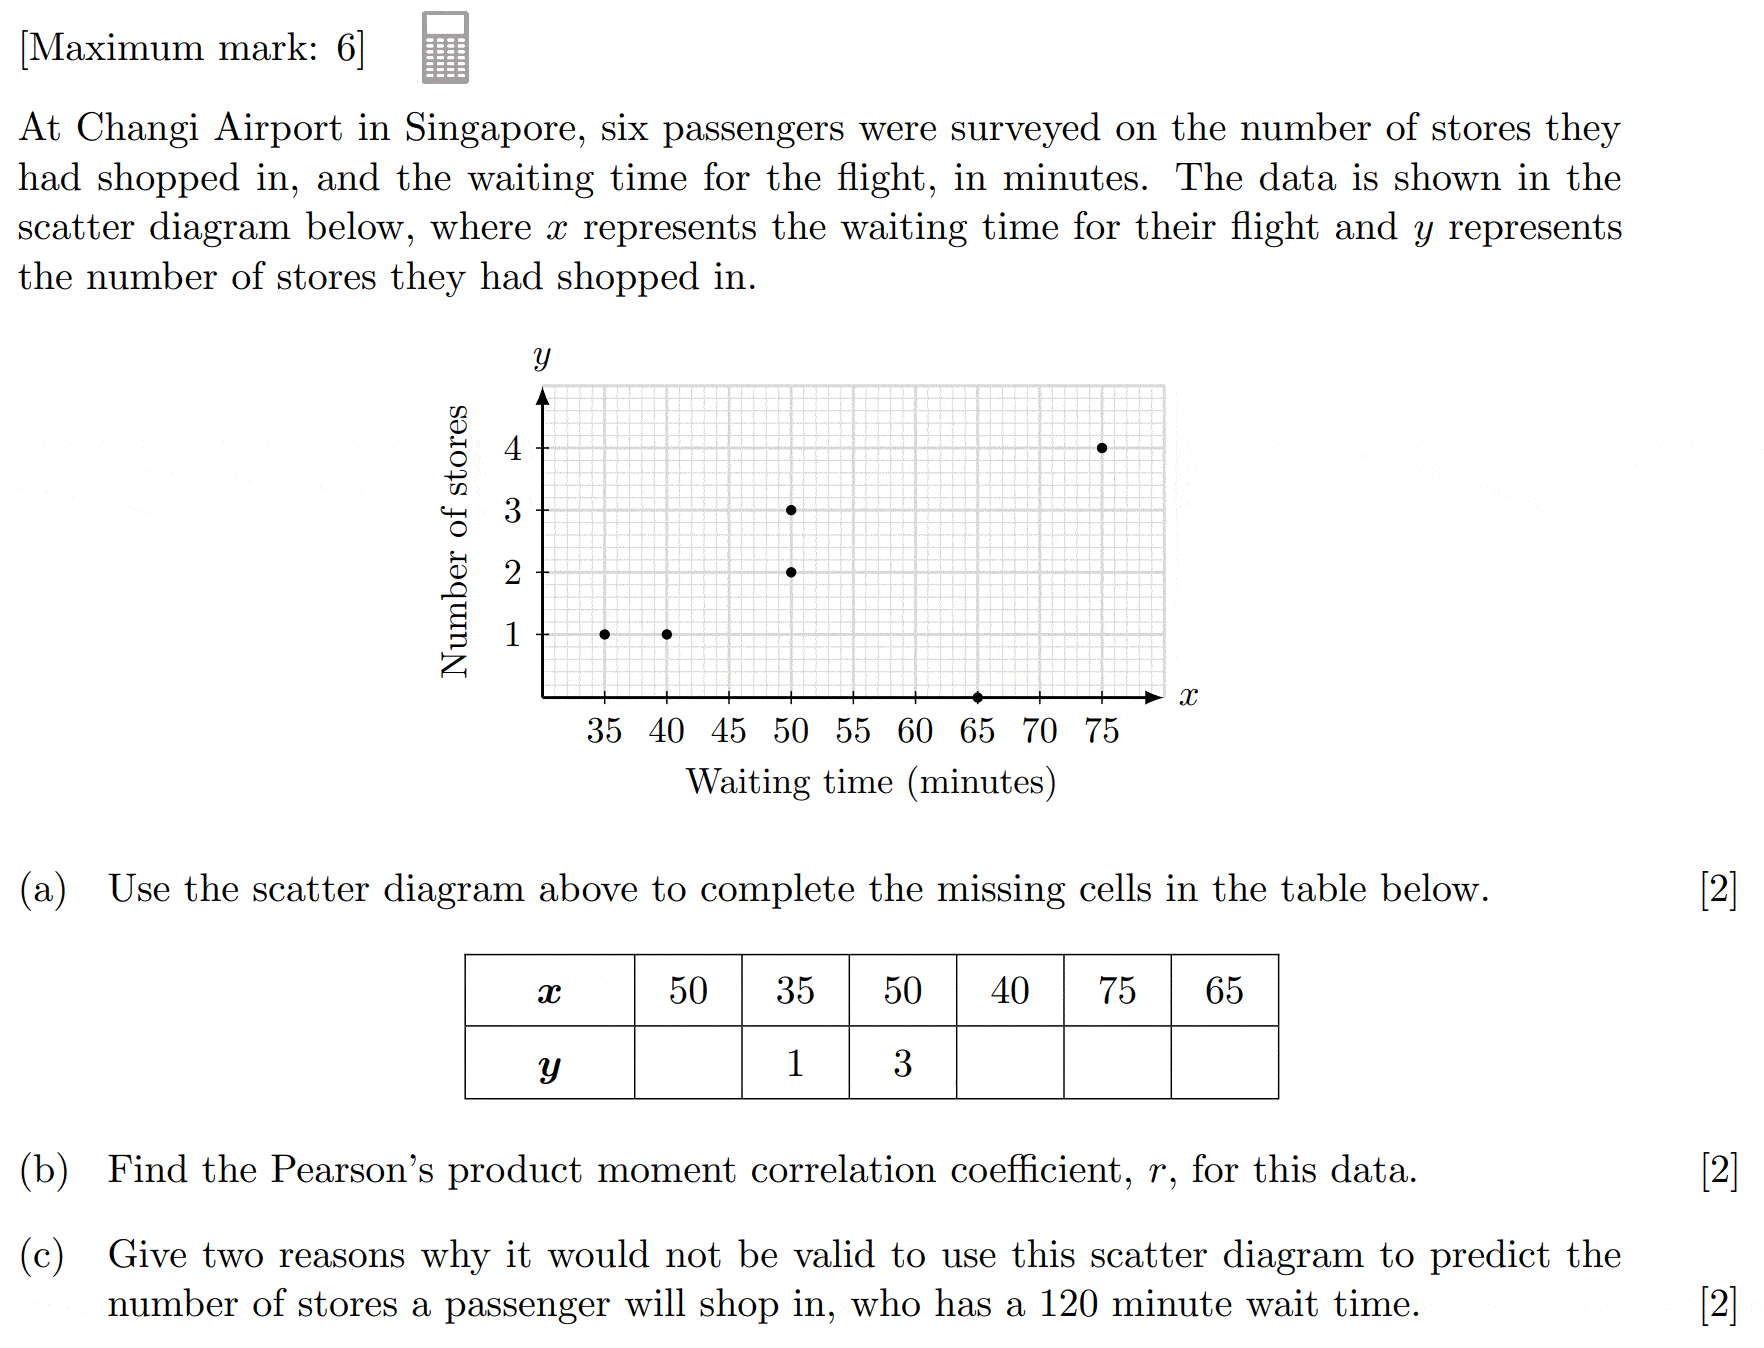 [Maximum mark: 6]
At Changi Airport in Singapore, six passengers were surveyed on the number of stores they
had shopped in, and the waiting time for the flight, in minutes. The data is shown in the
scatter diagram below, where x represents the waiting time for their flight and y represents
the number of stores they had shopped in.
y
Number of stores
4
3
2
1
x
35 40 45 50 55 60 65 70 75
Waiting time (minutes)
(a) Use the scatter diagram above to complete the missing cells in the table below. [2]
x 50 35 50 40 75 65
y 1 3
(b) Find the Pearson's product moment correlation coefficient, r, for this data. [2]
(c) Give two reasons why it would not be valid to use this scatter diagram to predict the
number of stores a passenger will shop in, who has a 120 minute wait time. [2]